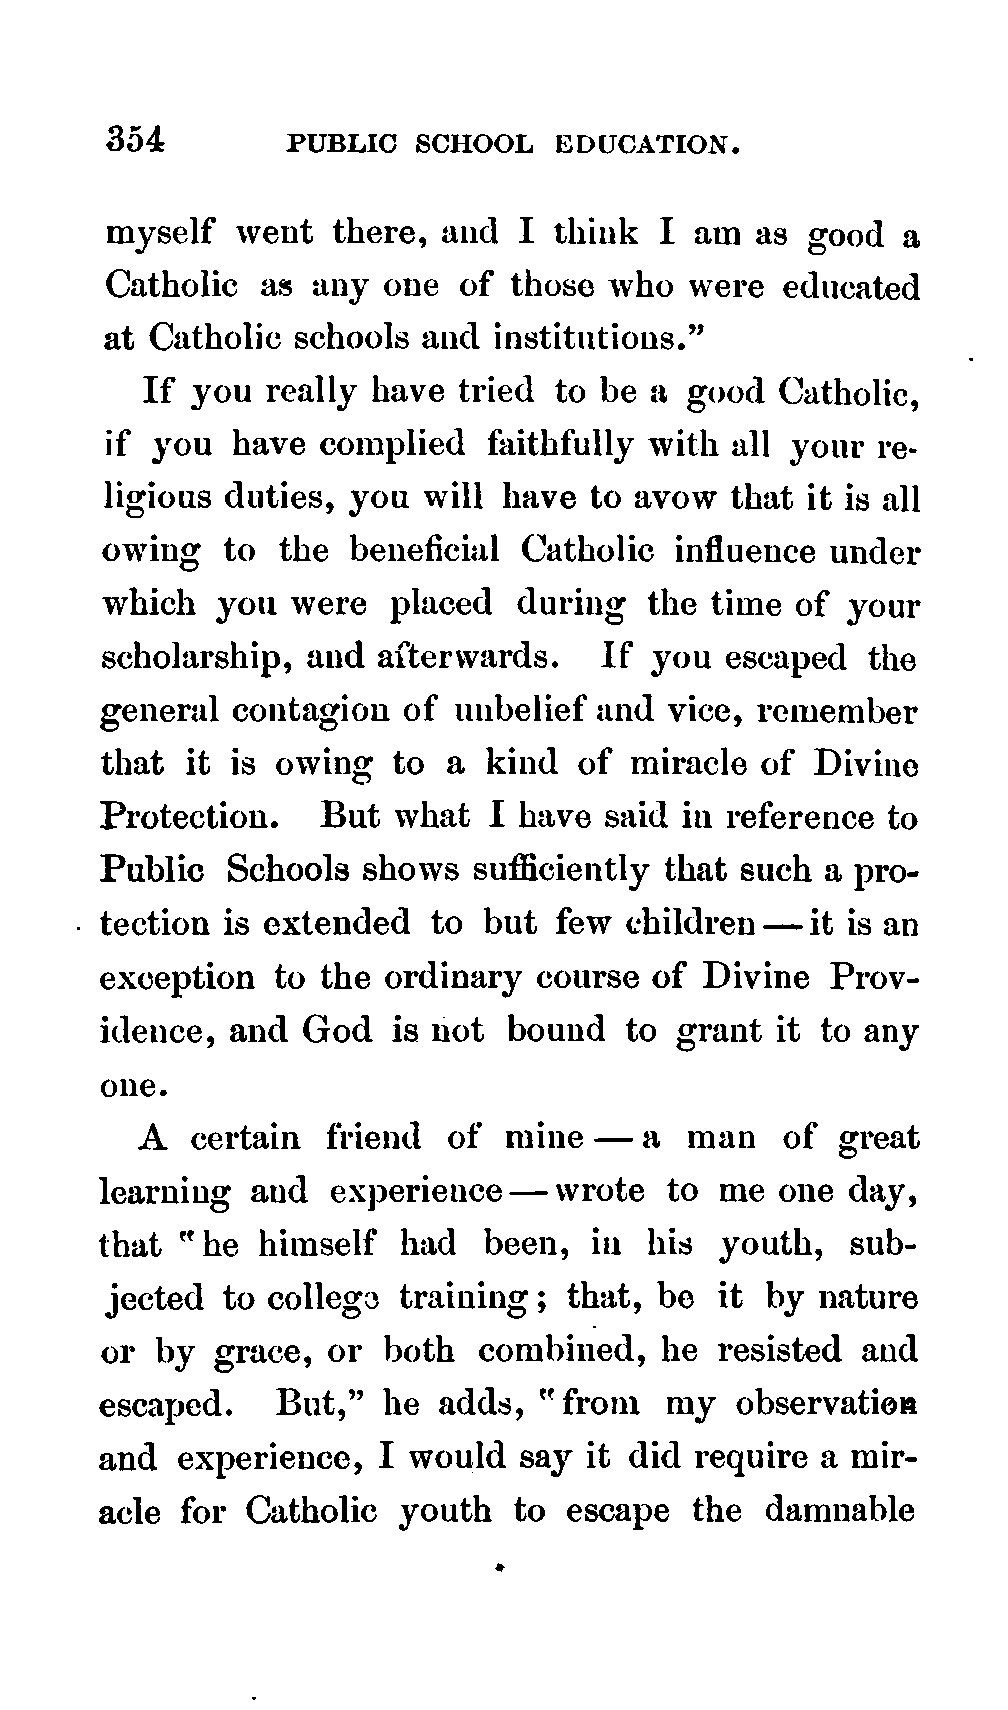 354 PUBLIC SCHOOL EDUCATION.
myself went there, and I think I am as good a
Catholic as any one of those who were educated
at Catholic schools and institutions.”
If you really have tried to be a good Catholic,
if you have complied faithfully with all your re-
ligious duties, you will have to avow that it is all
owing to the beneficial Catholic influence under
which you were placed during the time of your
scholarship, and afterwards. If you escaped the
general contagion of unbelief and vice, remember
that it is owing to a kind of miracle of Divine
Protection. But what I have said in reference to
Public Schools shows sufficiently that such a pro-
tection is extended to but few children — it is an
exception to the ordinary course of Divine Prov-
idence, and God is not bound to grant it to any
one.
A certain friend of mine — a man of great
learning and experience — wrote to me one day,
that “he himself had been, in his youth, sub-
jected to college training; that, be it by nature
or by grace, or both combined, he resisted and
escaped. But,” he adds, “from my observation
and experience, I would say it did require a mir-
acle for Catholic youth to escape the damnable